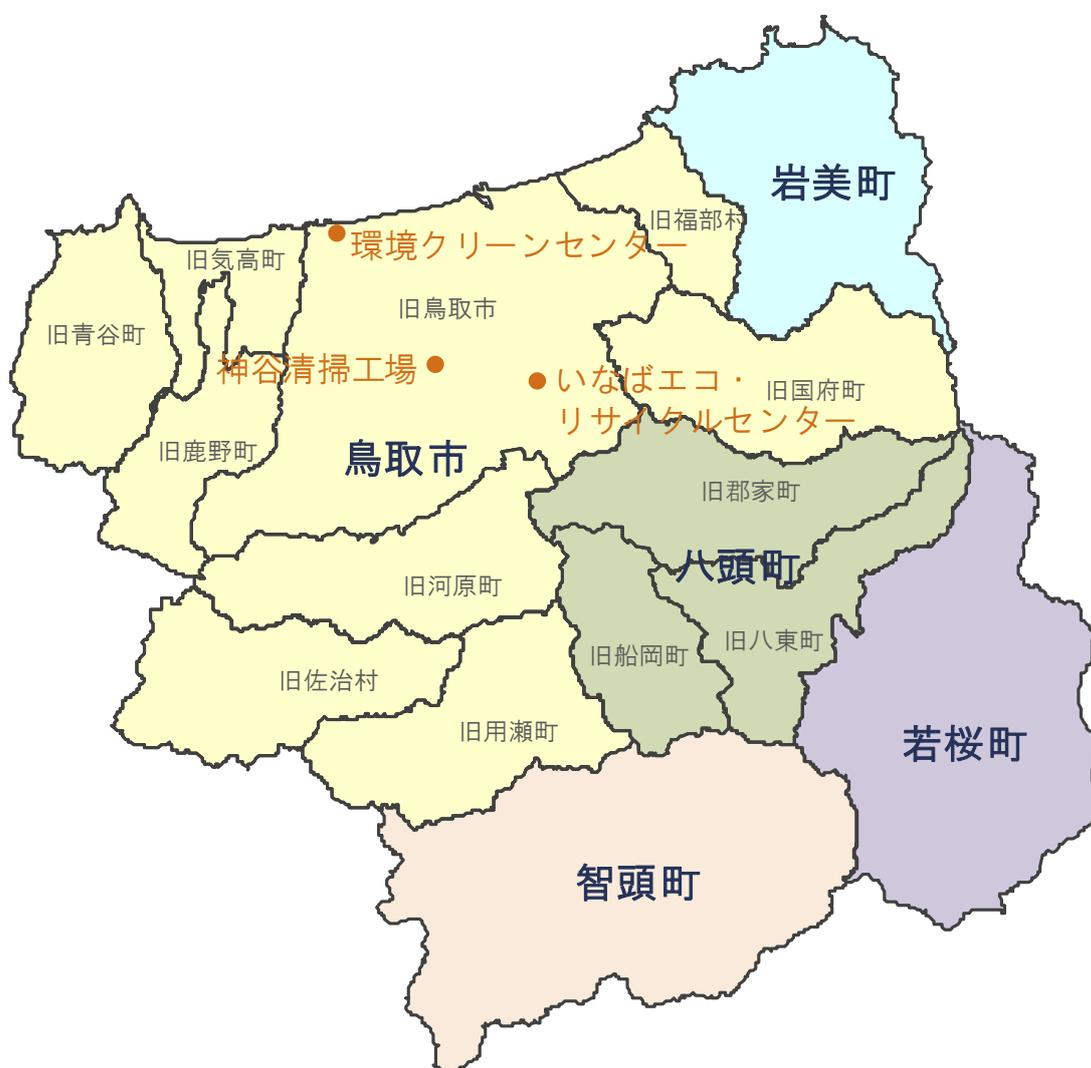 岩美町
旧福部村
環境クリーンセンター
旧気高町
旧鳥取市
旧青谷町
神谷清掃工場
いなばエコ・
リサイクルセンター
旧国府町
旧鹿野町
鳥取市
旧郡家町
八頭町
旧河原町
旧八東町
旧船岡町
旧佐治村
旧用瀬町
若桜町
智頭町